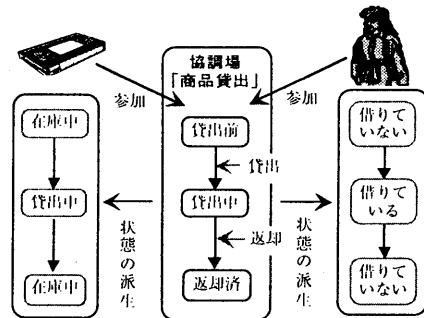 協調場
「商品貸出」
参加
参加
在庫中
貸出中
在庫中
状態の派生
貸出前
貸出
貸出中
返却
返却済
状態の派生
借りて
いない
借りて
いる
借りて
いない